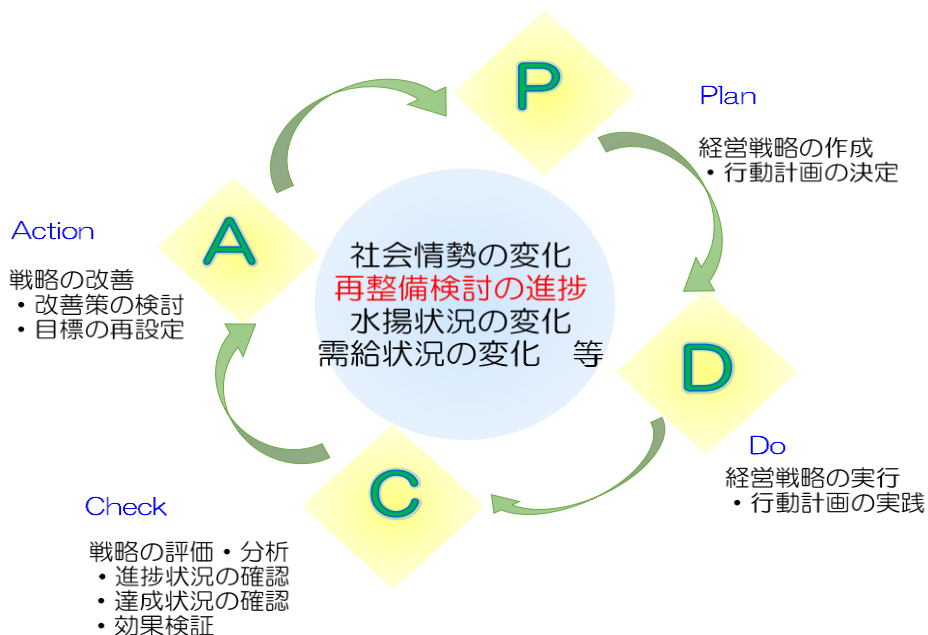 P
Plan
経営戦略の作成
・行動計画の決定
D
Do
経営戦略の実行
・行動計画の実践
C
Check
戦略の評価・分析
・進捗状況の確認
・達成状況の確認
・効果検証
A
Action
戦略の改善
・改善策の検討
・目標の再設定
社会情勢の変化
再整備検討の進捗
水揚状況の変化
需給状況の変化　等